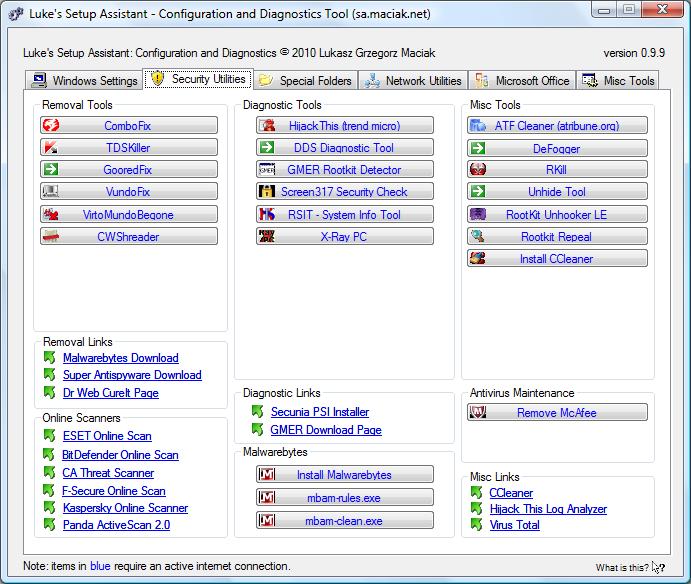 Luke's Setup Assistant - Configuration and Diagnostics Tool (sa.maciak.net)
Luke's Setup Assistant: Configuration and Diagnostics © 2010 Lukasz Grzegorz Maciak
version 0.9.9
Windows Settings
Security Utilities
Special Folders
Network Utilities
Microsoft Office
Misc Tools
Removal Tools
ComboFix
TDSKiller
GooredFix
VundoFix
VirtoMundoBegone
CWShreader
Diagnostic Tools
HijackThis (trend micro)
DDS Diagnostic Tool
GMER
GMER Rootkit Detector
Screen317 Security Check
RSIT - System Info Tool
X-Ray PC
Misc Tools
ATF Cleaner (atribune.org)
DeFogger
RKill
Unhide Tool
RootKit Unhooker LE
Rootkit Repeal
Install CCleaner
Removal Links
Malwarebytes Download
Super Antispyware Download
Dr Web CureIt Page
Online Scanners
ESET Online Scan
BitDefender Online Scan
CA Threat Scanner
F-Secure Online Scan
Kaspersky Online Scanner
Panda ActiveScan 2.0
Diagnostic Links
Secunia PSI Installer
GMER Download Page
Malwarebytes
Install Malwarebytes
mbam-rules.exe
mbam-clean.exe
Antivirus Maintenance
Remove McAfee
Misc Links
CCleaner
Hijack This Log Analyzer
Virus Total
Note: items in blue require an active internet connection.
What is this? ?